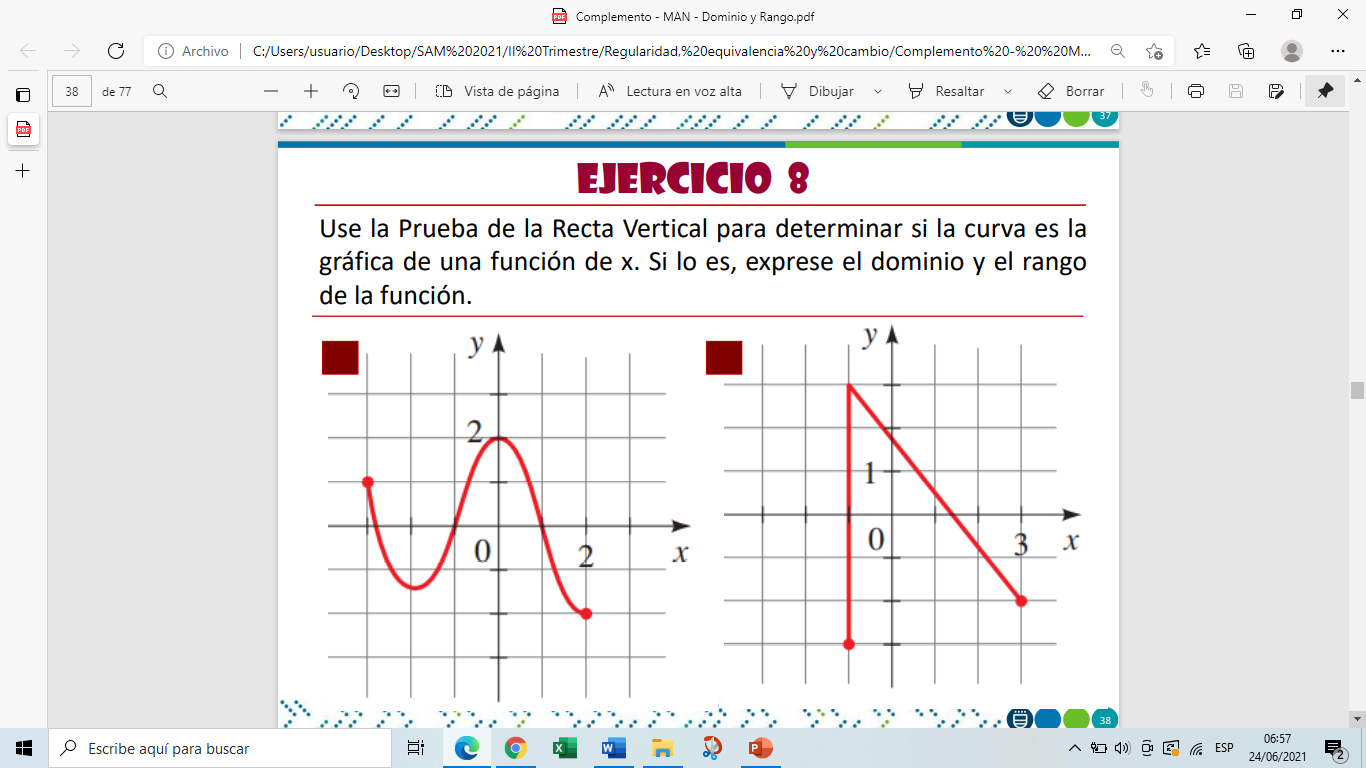 Complemento - MAN - Dominio y Rango.pdf
Archivo
C:/Users/usuario/Desktop/SAM%202021/II%20Trimestre/Regularidad,%20equivalencia%20y%20cambio/Complemento%20-%20%20M...
38
de 77
Vista de página
Lectura en voz alta
Dibujar
Resaltar
Borrar
PDF
37
EJERCICIO 8
Use la Prueba de la Recta Vertical para determinar si la curva es la
gráfica de una función de x. Si lo es, exprese el dominio y el rango
de la función.
y
2
0
2
x
y
1
0
3
x
38
Escribe aquí para buscar
ESP
06:57
24/06/2021
2